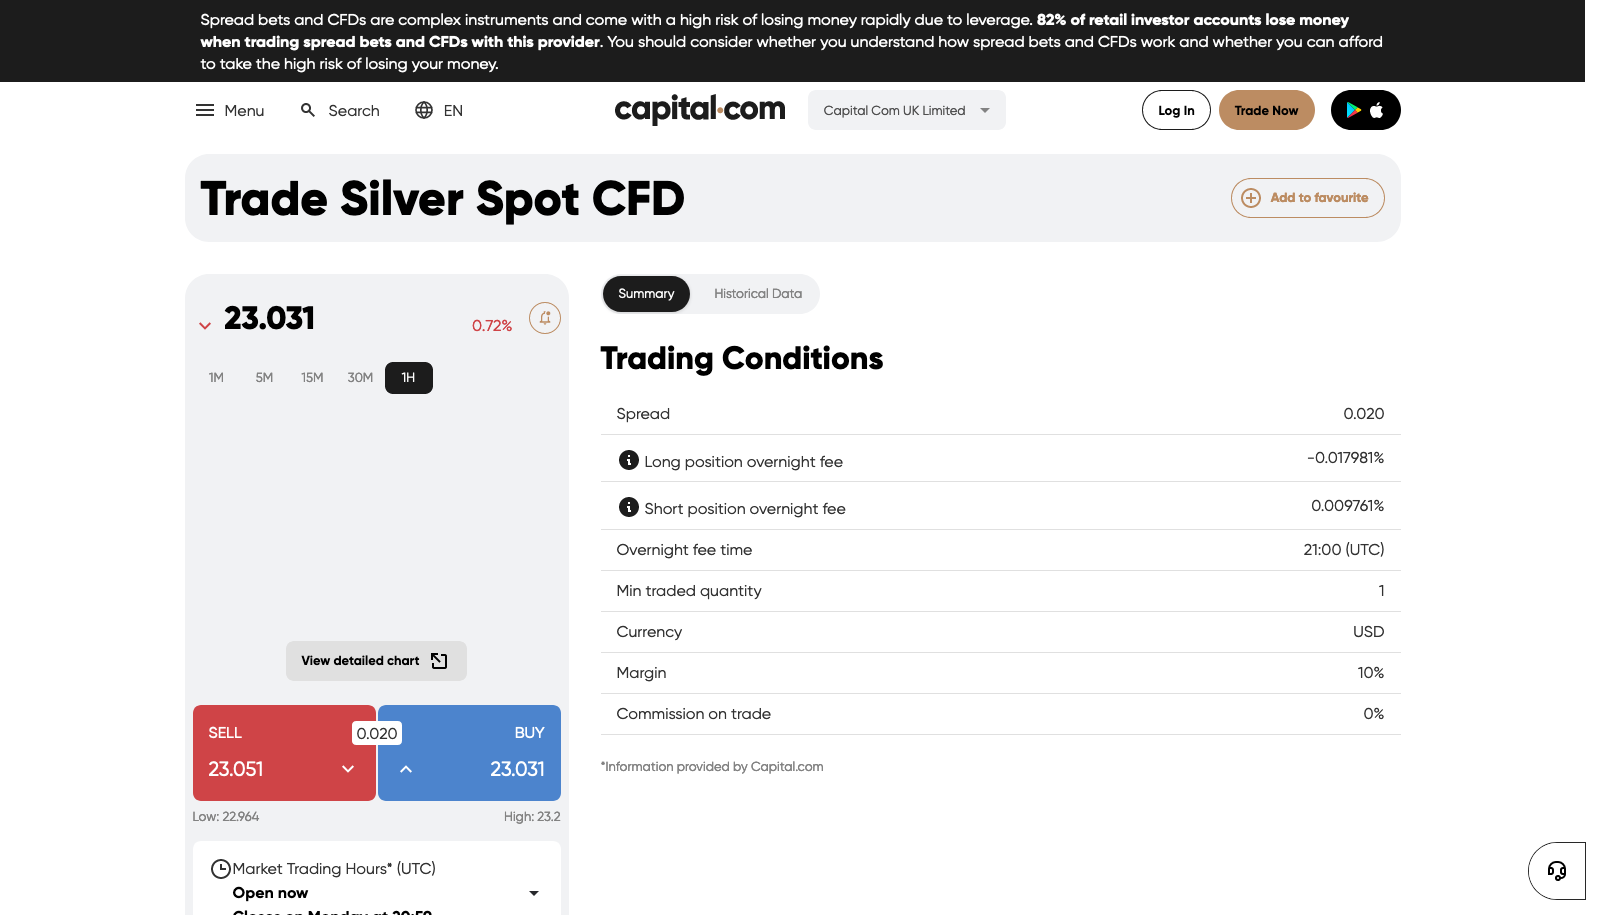 Spread bets and CFDs are complex instruments and come with a high risk of losing money rapidly due to leverage. 82% of retail investor accounts lose money
when trading spread bets and CFDs with this provider. You should consider whether you understand how spread bets and CFDs work and whether you can afford
to take the high risk of losing your money.
Menu
Search
EN
capital.com
Capital Com UK Limited
Log In
Trade Now
Trade Silver Spot CFD
Add to favourite
23.031
0.72%
1M 5M 15M 30M 1H
View detailed chart
SELL 0.020 BUY
23.051 23.031
Low: 22.964 High: 23.2
Market Trading Hours* (UTC)
Open now
Closes on Monday at 20:59
Summary Historical Data
Trading Conditions
Spread 0.020
Long position overnight fee -0.017981%
Short position overnight fee 0.009761%
Overnight fee time 21:00 (UTC)
Min traded quantity 1
Currency USD
Margin 10%
Commission on trade 0%
*Information provided by Capital.com